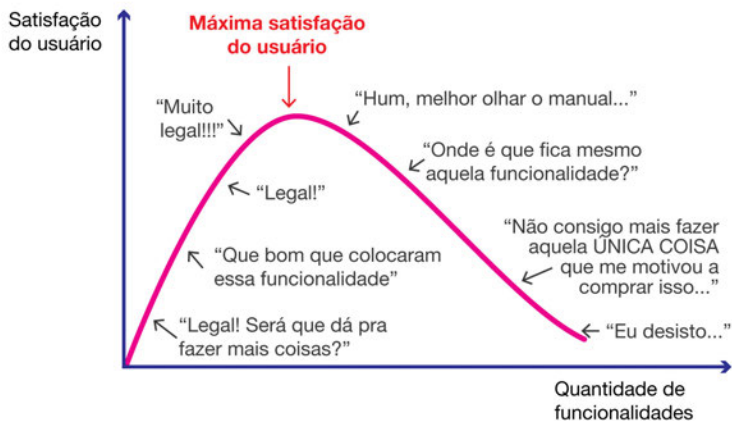 Satisfação
do usuário
Máxima satisfação
do usuário
“Muito
legal!!!”
“Hum, melhor olhar o manual...”
“Onde é que fica mesmo
aquela funcionalidade?”
“Legal!”
“Não consigo mais fazer
aquela ÚNICA COISA
que me motivou a
comprar isso...”
“Que bom que colocaram
essa funcionalidade”
“Legal! Será que dá pra
fazer mais coisas?”
“Eu desisto...”
Quantidade de
funcionalidades